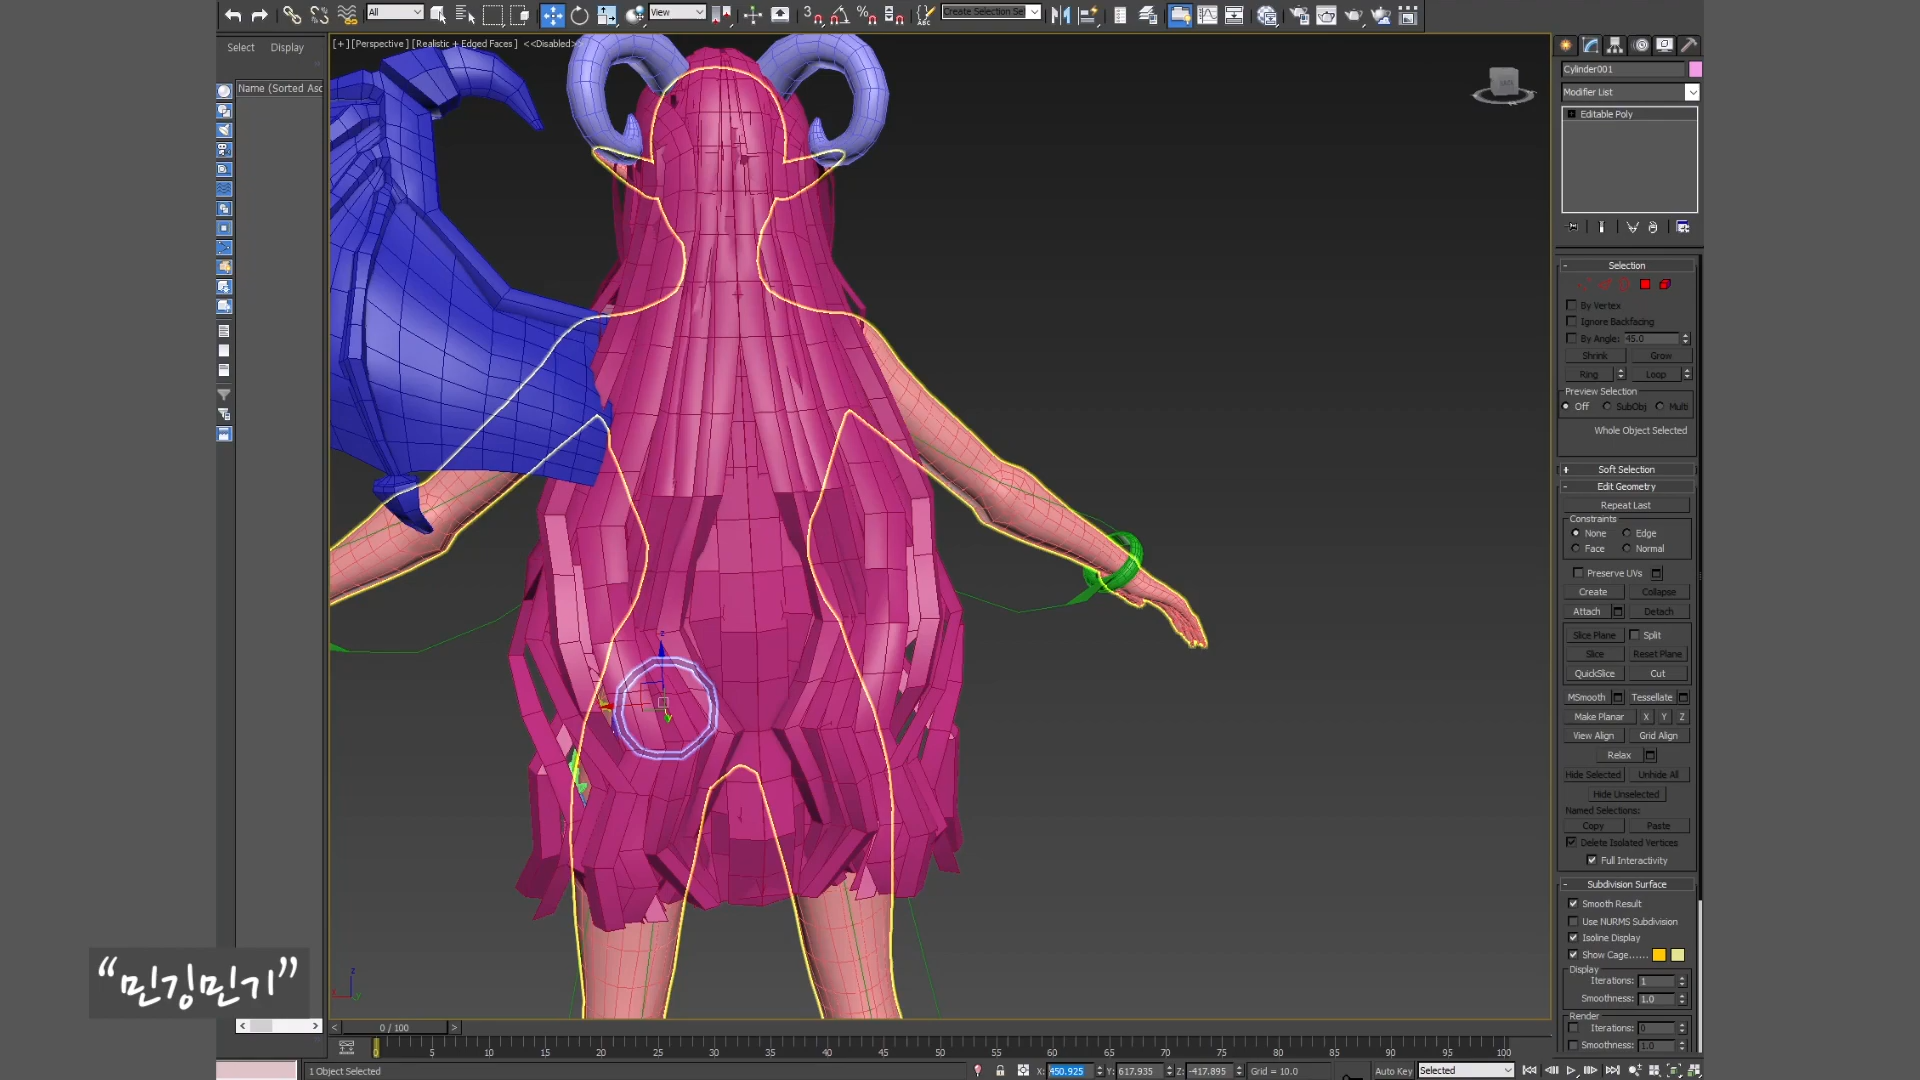 All
View
Create Selection Se
Select
Display
[+] [Perspective ] [Realistic + Edged Faces ] <<Disabled>>
Name (Sorted Asc
Cylinder001
Modifier List
Editable Poly
Selection
By Vertex
Ignore Backfacing
By Angle: 45.0
Shrink Grow
Ring Loop
Preview Selection
Off SubObj Multi
Whole Object Selected
Soft Selection
Edit Geometry
Repeat Last
Constraints
None Edge
Face Normal
Preserve UVs
Create Collapse
Attach Detach
Slice Plane Split
Slice Reset Plane
QuickSlice Cut
MSmooth Tessellate
Make Planar X Y Z
View Align Grid Align
Relax
Hide Selected Unhide All
Hide Unselected
Named Selections:
Copy Paste
Delete Isolated Vertices
Full Interactivity
Subdivision Surface
Smooth Result
Use NURMS Subdivision
Isoline Display
Show Cage......
Display
Iterations: 1
Smoothness: 1.0
Render
Iterations: 0
Smoothness: 1.0
“민깅민기”
0 / 100
0 5 10 15 20 25 30 35 40 45 50 55 60 65 70 75 80 85 90 95 100
1 Object Selected
X: 450.925 Y: 617.935 Z: -417.895 Grid = 10.0
Auto Key Selected